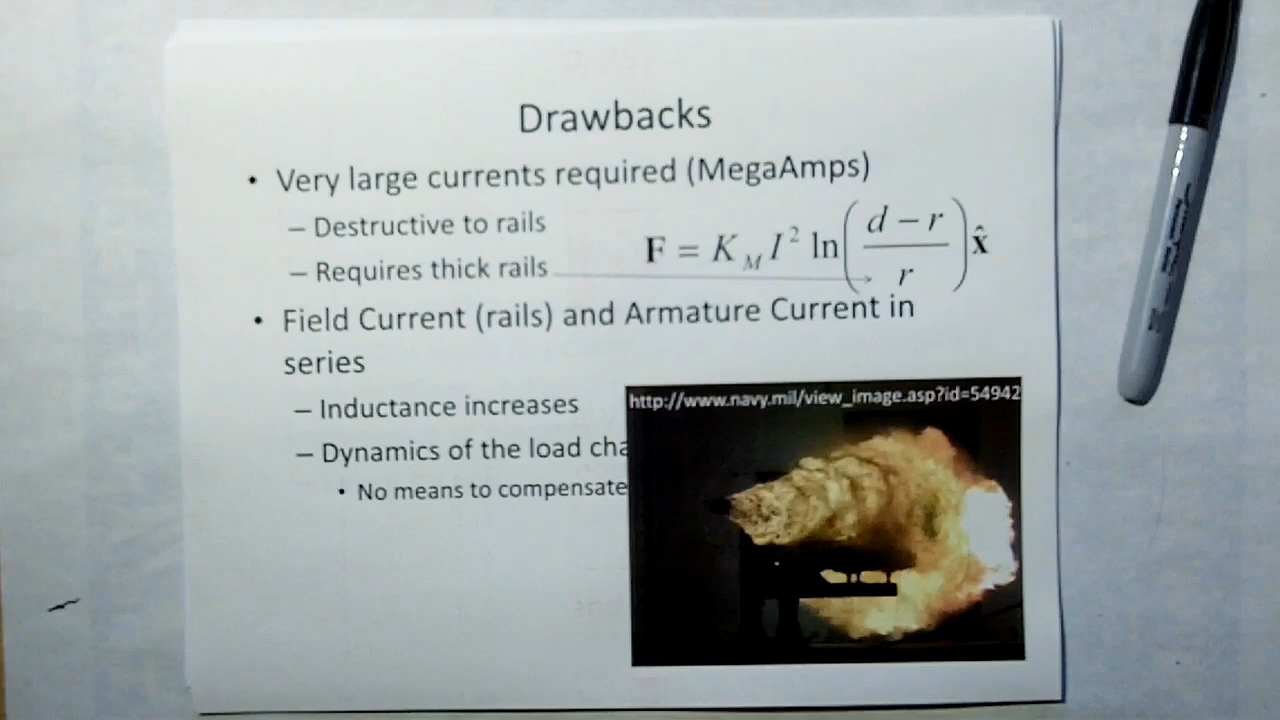 Drawbacks
• Very large currents required (MegaAmps)
– Destructive to rails
– Requires thick rails
F = K_M I² ln((d − r)/r) x̂
• Field Current (rails) and Armature Current in
series
– Inductance increases
– Dynamics of the load cha
• No means to compensate
http://www.navy.mil/view_image.asp?id=54942